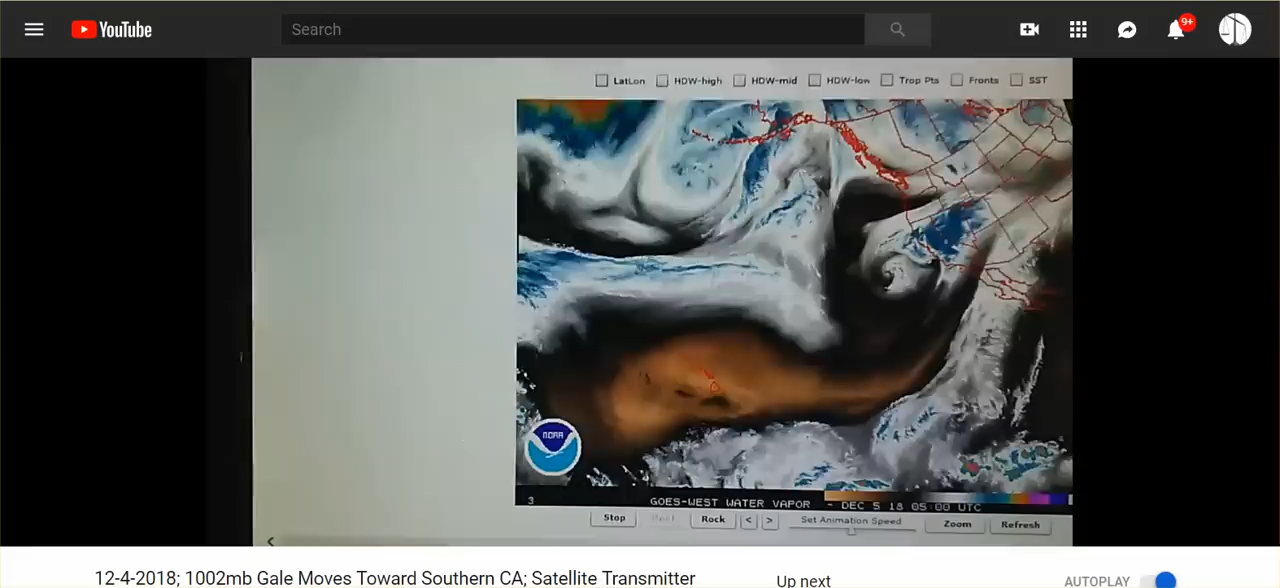 YouTube
Search
9+
LatLon HDW-high HDW-mid HDW-low Trop Pts Fronts SST
NOAA
3 GOES-WEST WATER VAPOR - DEC 5 18 05:00 UTC
Stop Rock < > Set Animation Speed Zoom Refresh
12-4-2018; 1002mb Gale Moves Toward Southern CA; Satellite Transmitter
Up next
AUTOPLAY